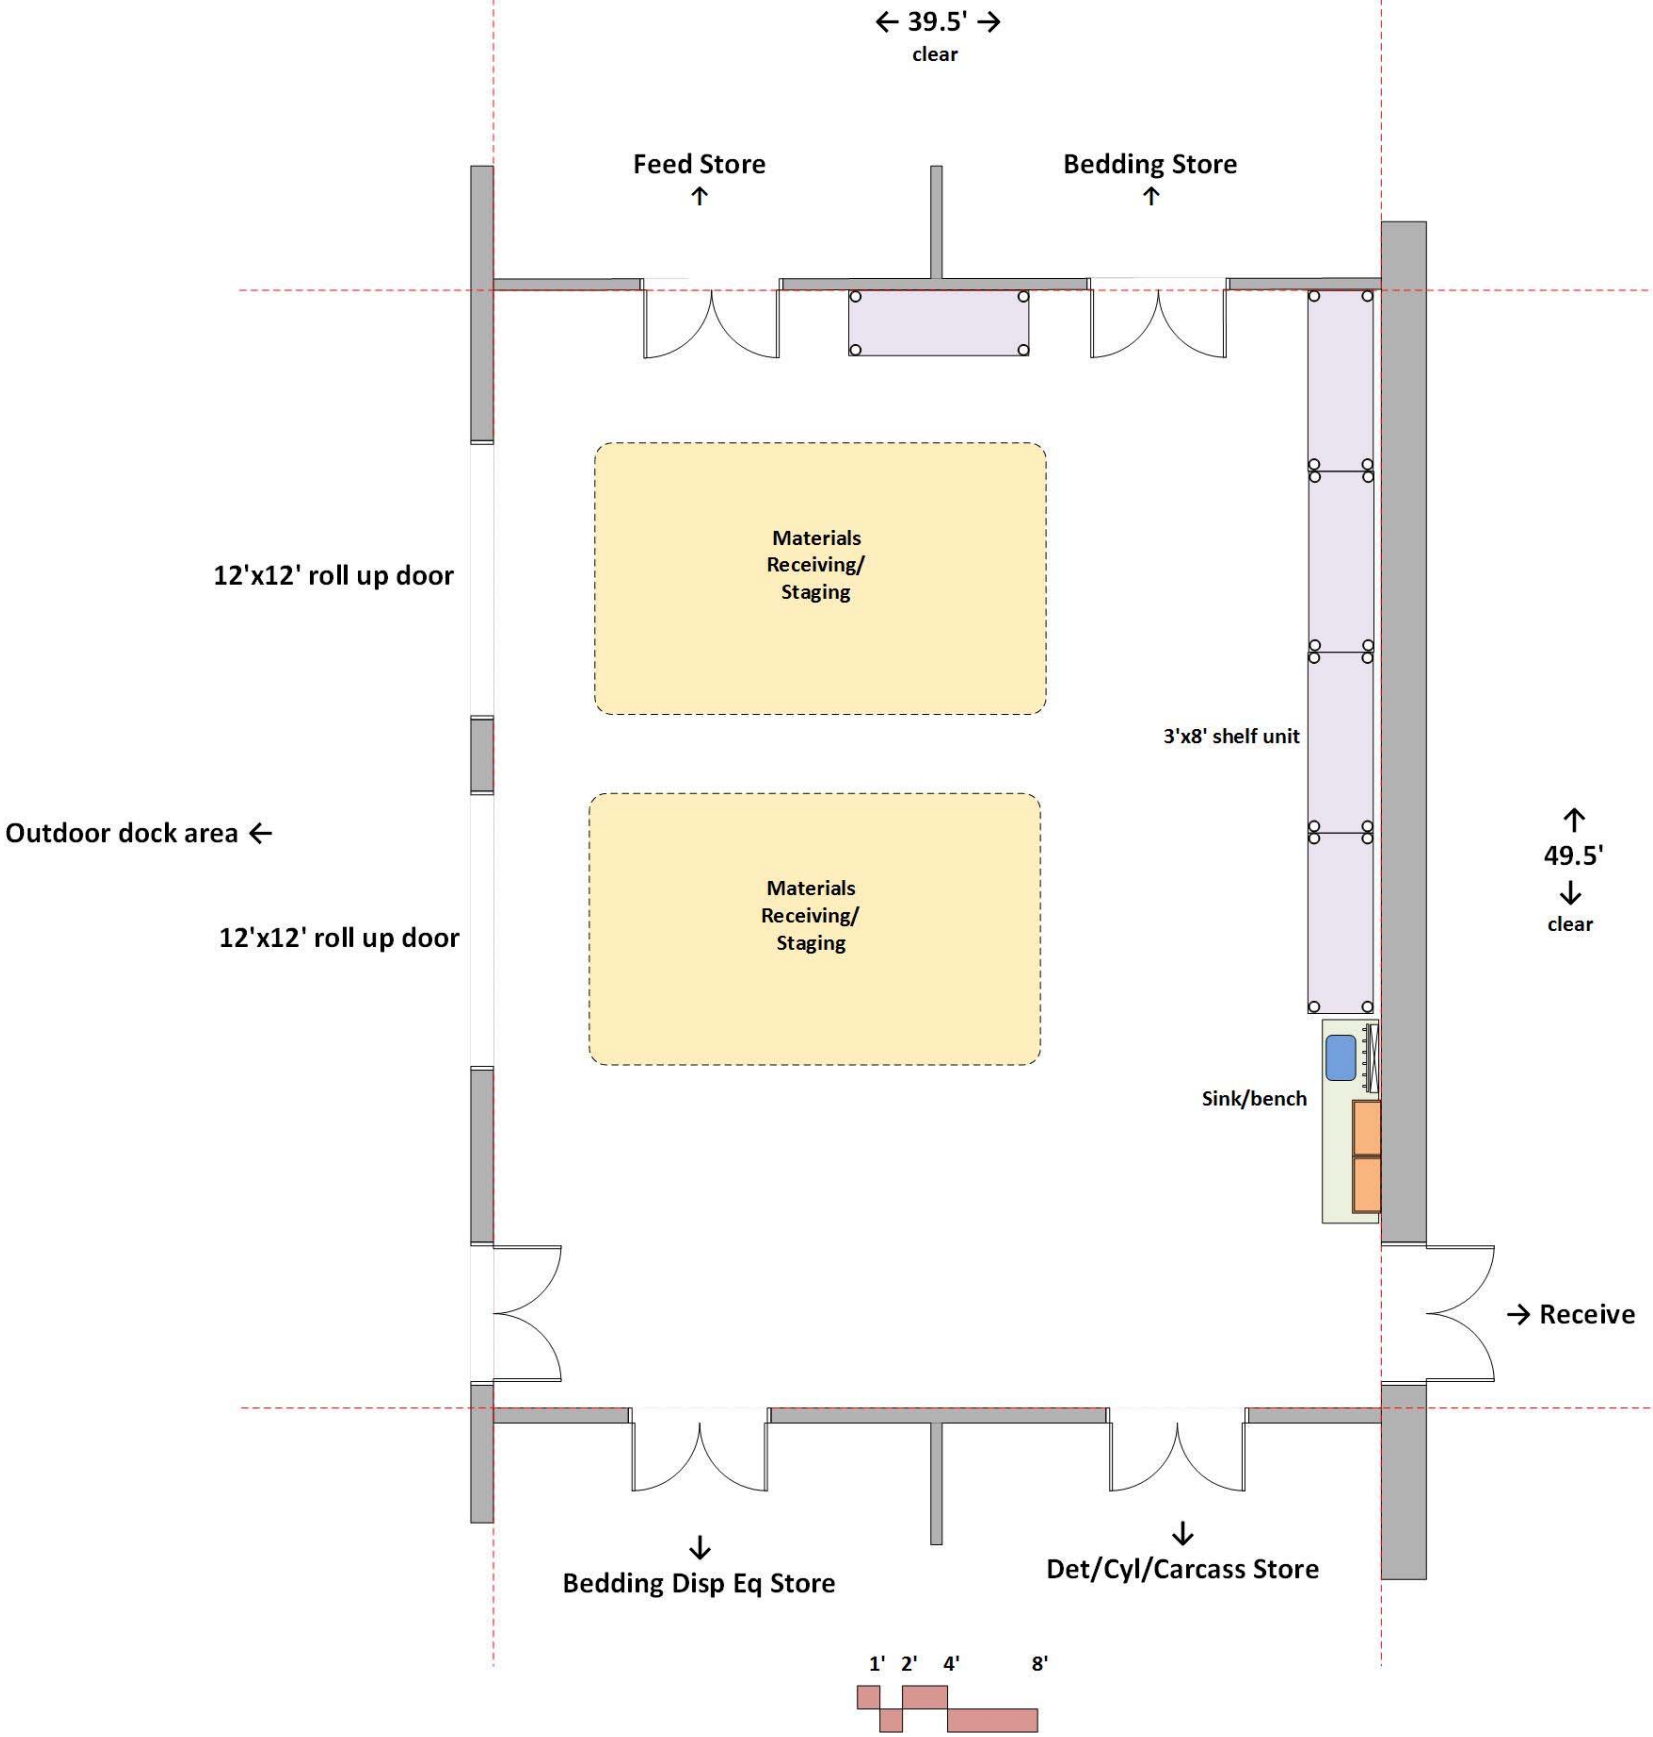 ← 39.5' →
clear
Feed Store
↑
Bedding Store
↑
Materials
Receiving/
Staging
12'x12' roll up door
3'x8' shelf unit
Outdoor dock area ←
↑
49.5'
↓
clear
Materials
Receiving/
Staging
12'x12' roll up door
Sink/bench
→ Receive
↓
Bedding Disp Eq Store
↓
Det/Cyl/Carcass Store
1' 2' 4' 8'